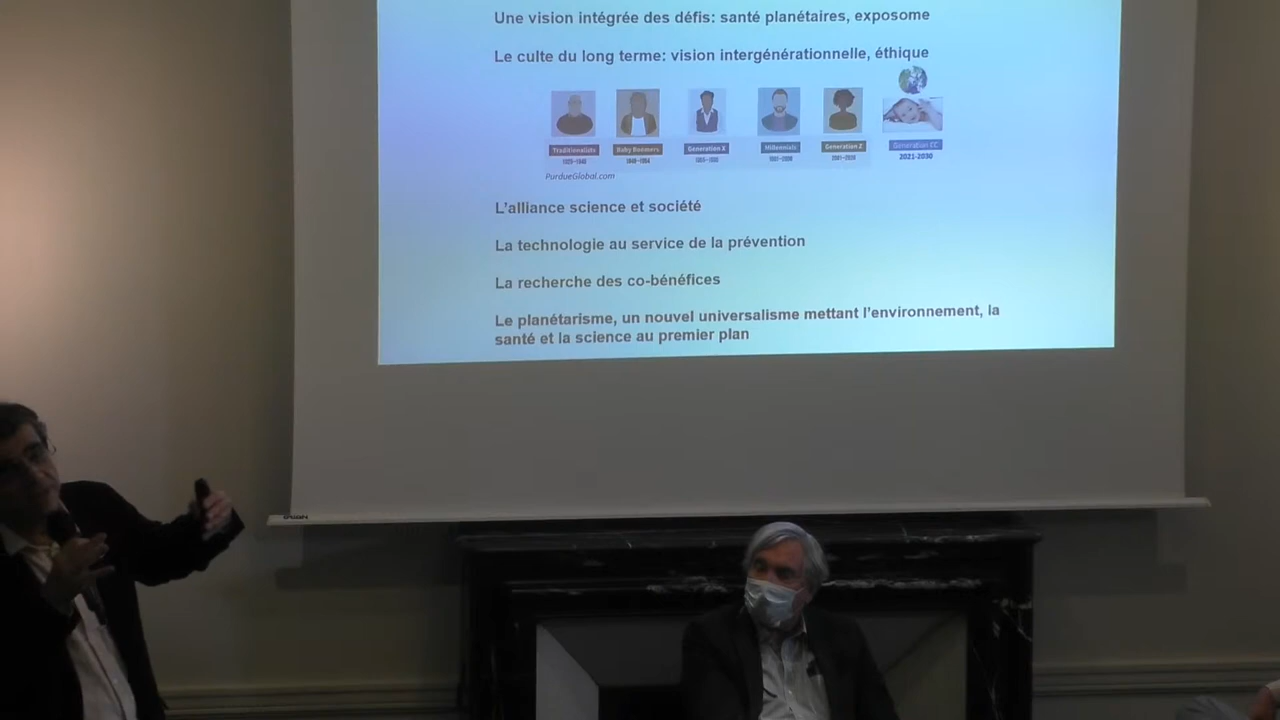 Une vision intégrée des défis: santé planétaires, exposome
Le culte du long terme: vision intergénérationnelle, éthique
Traditionalists Baby Boomers Generation X Millennials Generation Z Generation CC
2021-2030
PurdueGlobal.com
L'alliance science et société
La technologie au service de la prévention
La recherche des co-bénéfices
Le planétarisme, un nouvel universalisme mettant l'environnement, la
santé et la science au premier plan